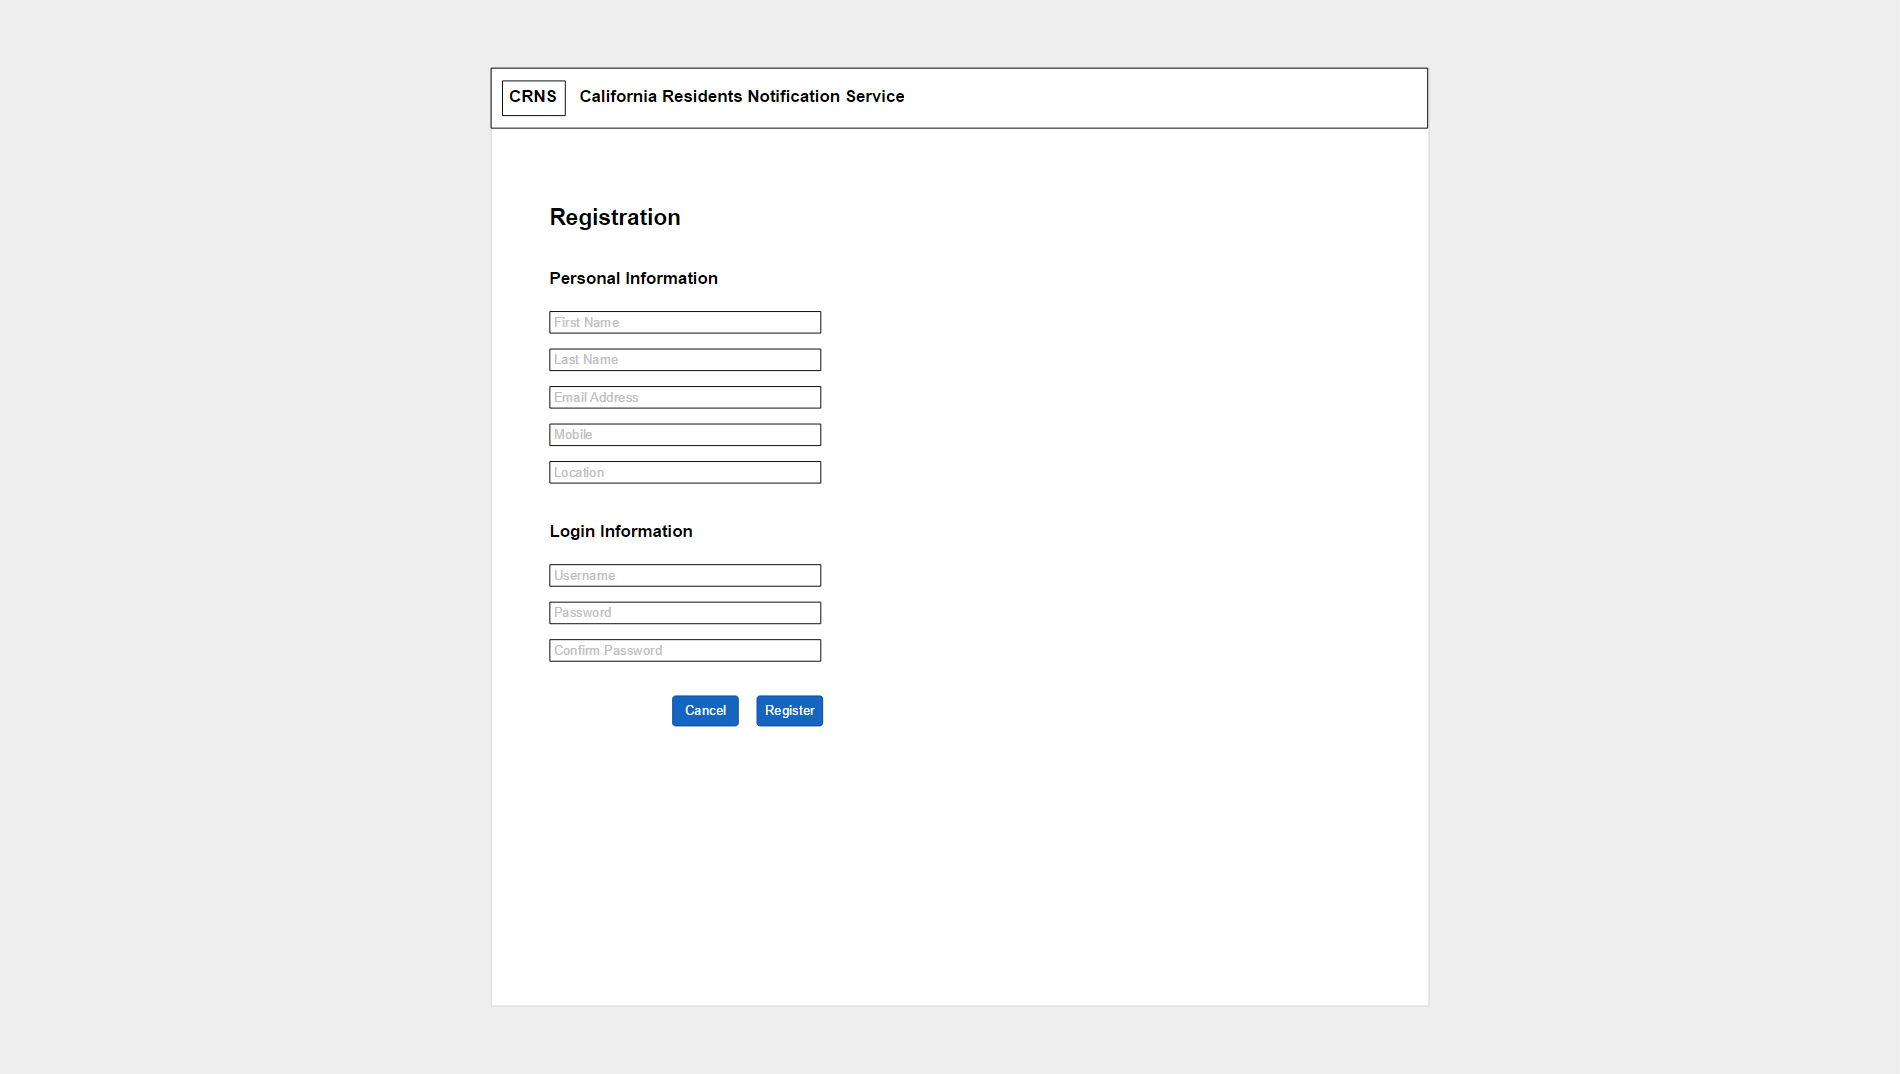 CRNS California Residents Notification Service
Registration
Personal Information
First Name
Last Name
Email Address
Mobile
Location
Login Information
Username
Password
Confirm Password
Cancel Register